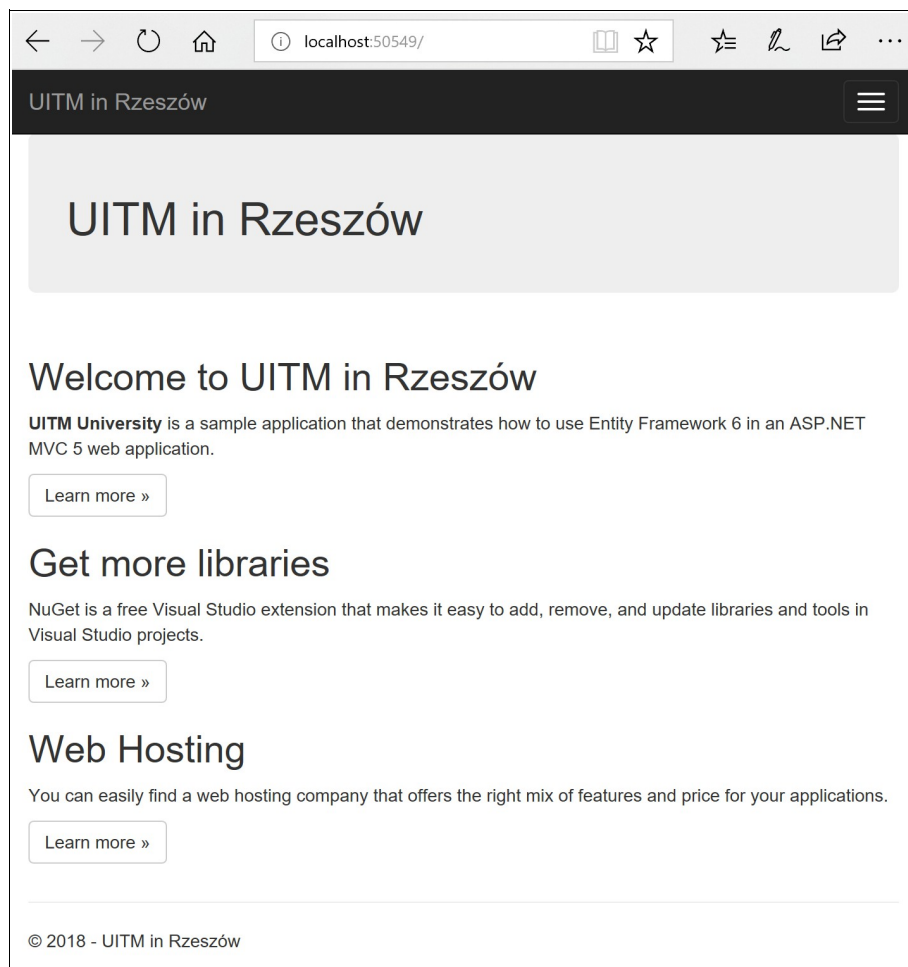 localhost:50549/
UITM in Rzeszów
UITM in Rzeszów
Welcome to UITM in Rzeszów
UITM University is a sample application that demonstrates how to use Entity Framework 6 in an ASP.NET
MVC 5 web application.
Learn more »
Get more libraries
NuGet is a free Visual Studio extension that makes it easy to add, remove, and update libraries and tools in
Visual Studio projects.
Learn more »
Web Hosting
You can easily find a web hosting company that offers the right mix of features and price for your applications.
Learn more »
© 2018 - UITM in Rzeszów